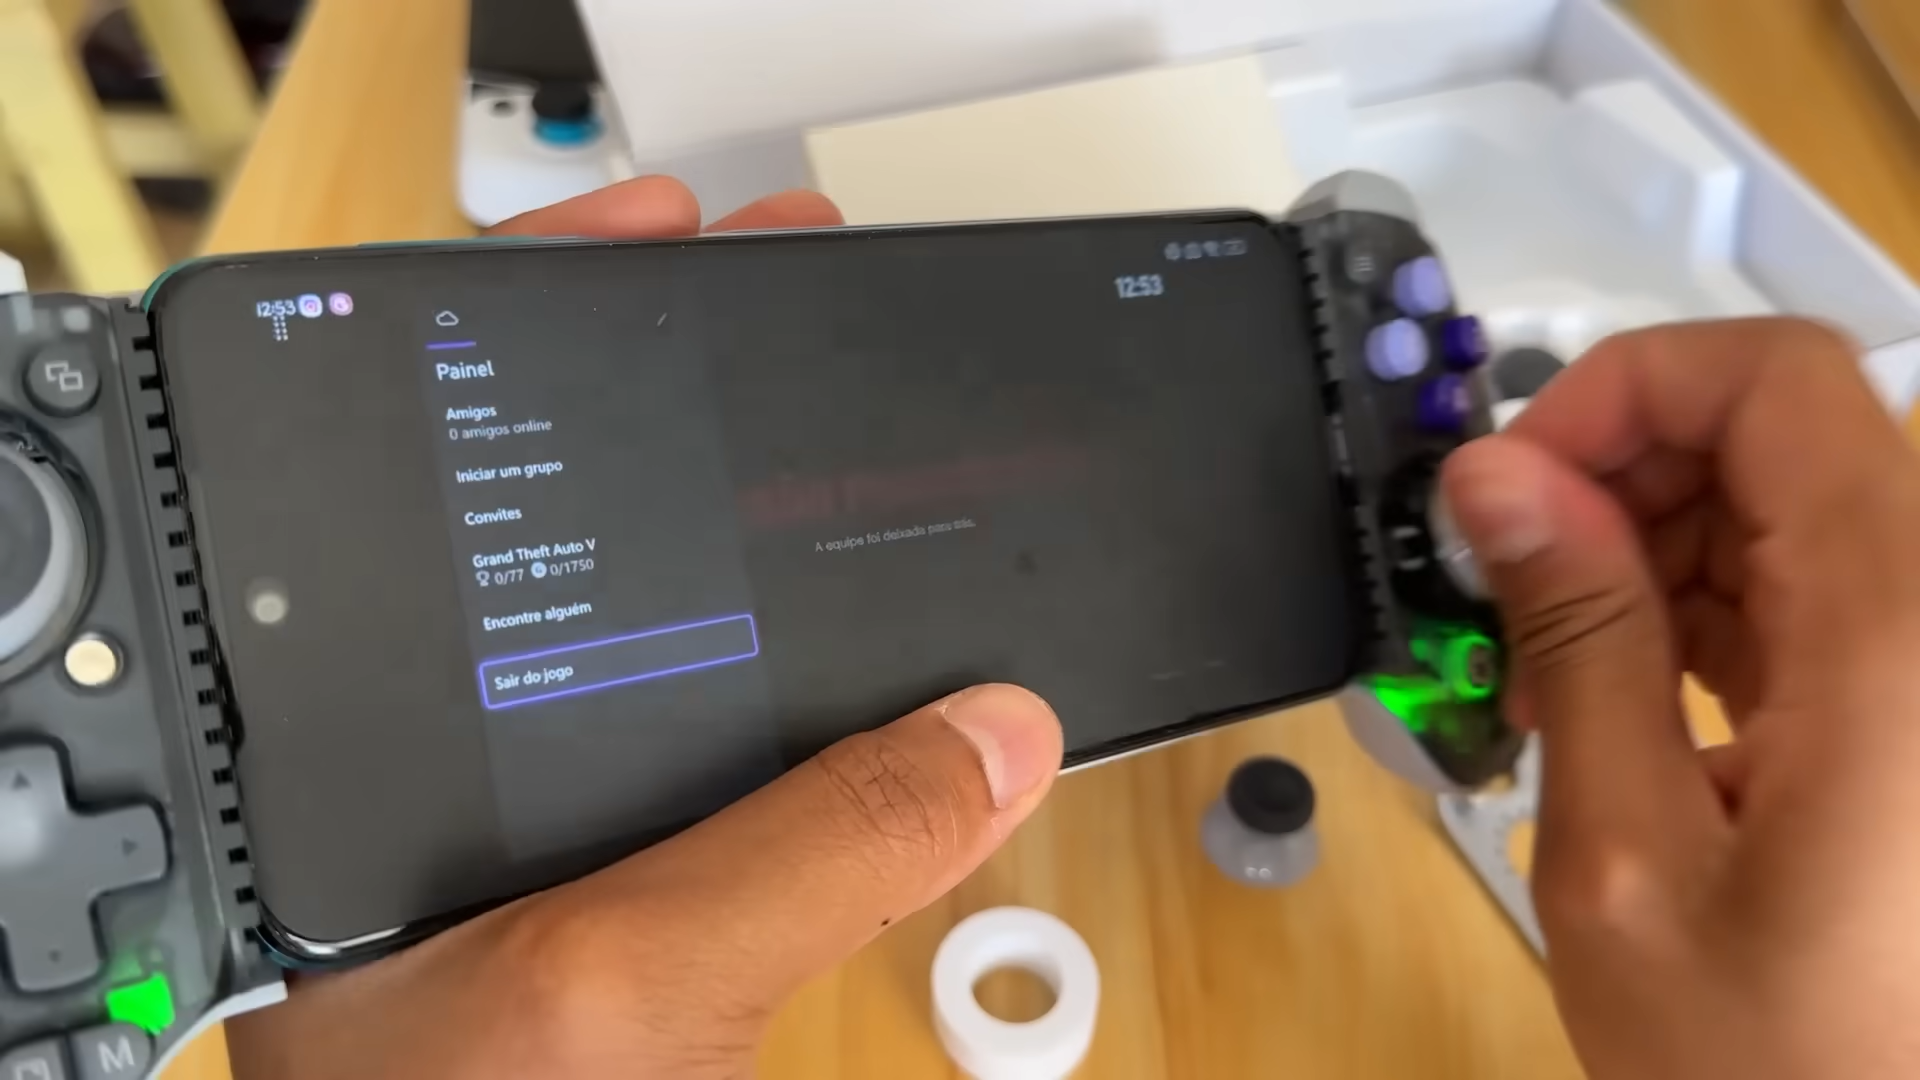 12:53
12:53
Painel
Amigos
0 amigos online
Iniciar um grupo
Convites
Grand Theft Auto V
0/77 G 0/1750
Encontre alguém
Sair do jogo
A equipe foi deixada para trás.
M